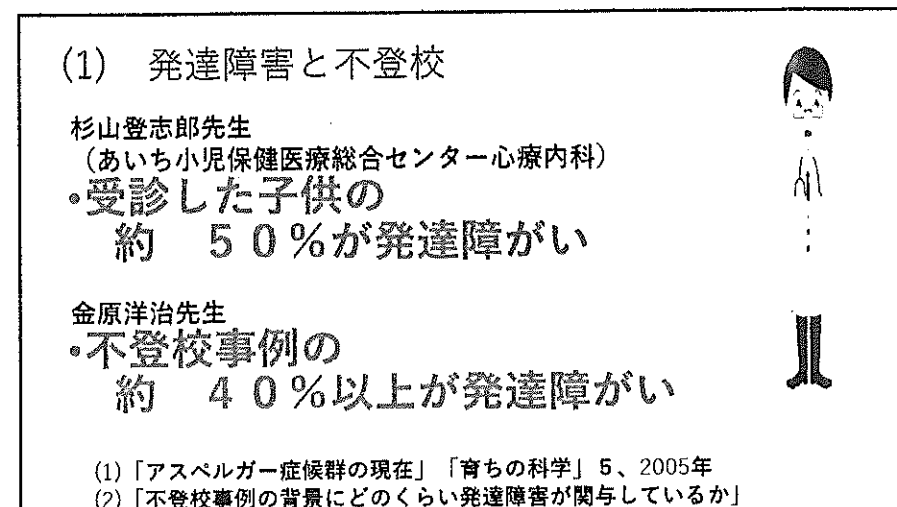 (1) 発達障害と不登校
杉山登志郎先生
(あいち小児保健医療総合センター心療内科)
・受診した子供の
約 50%が発達障がい
金原洋治先生
・不登校事例の
約 40%以上が発達障がい
(1)「アスペルガー症候群の現在」「育ちの科学」5、2005年
(2)「不登校事例の背景にどのくらい発達障害が関与しているか」